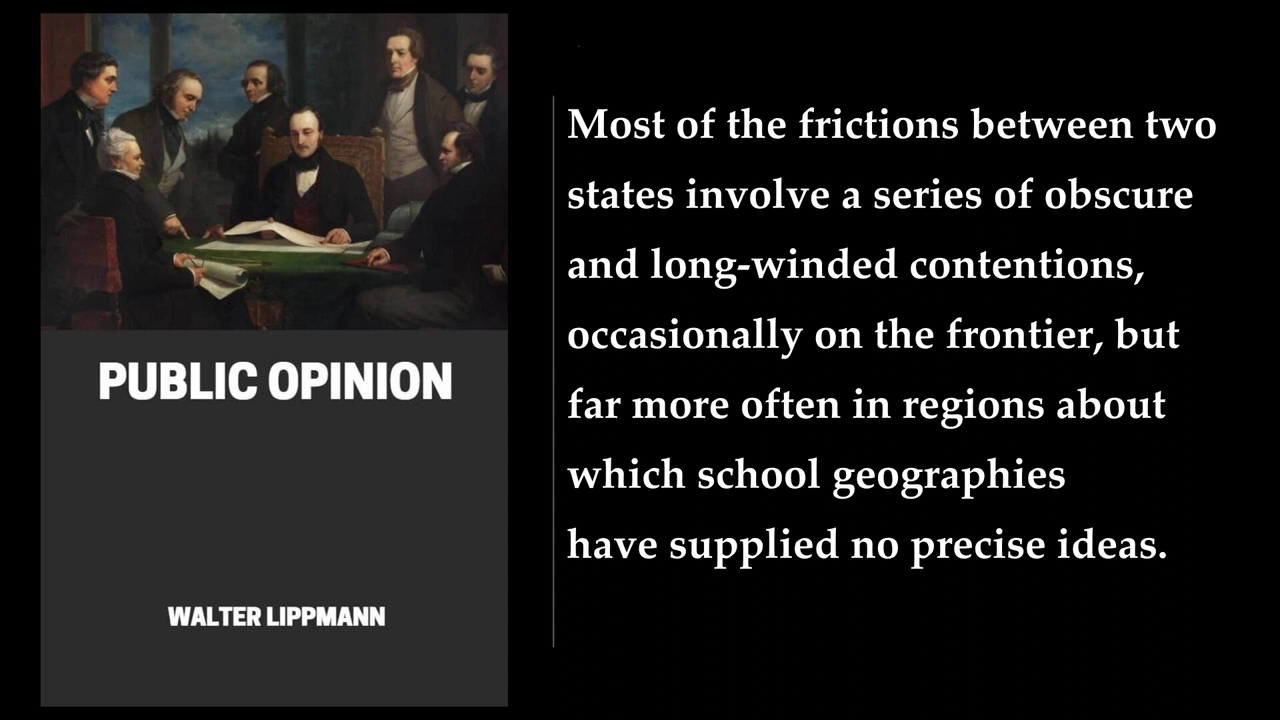 PUBLIC OPINION
WALTER LIPPMANN
Most of the frictions between two
states involve a series of obscure
and long-winded contentions,
occasionally on the frontier, but
far more often in regions about
which school geographies
have supplied no precise ideas.